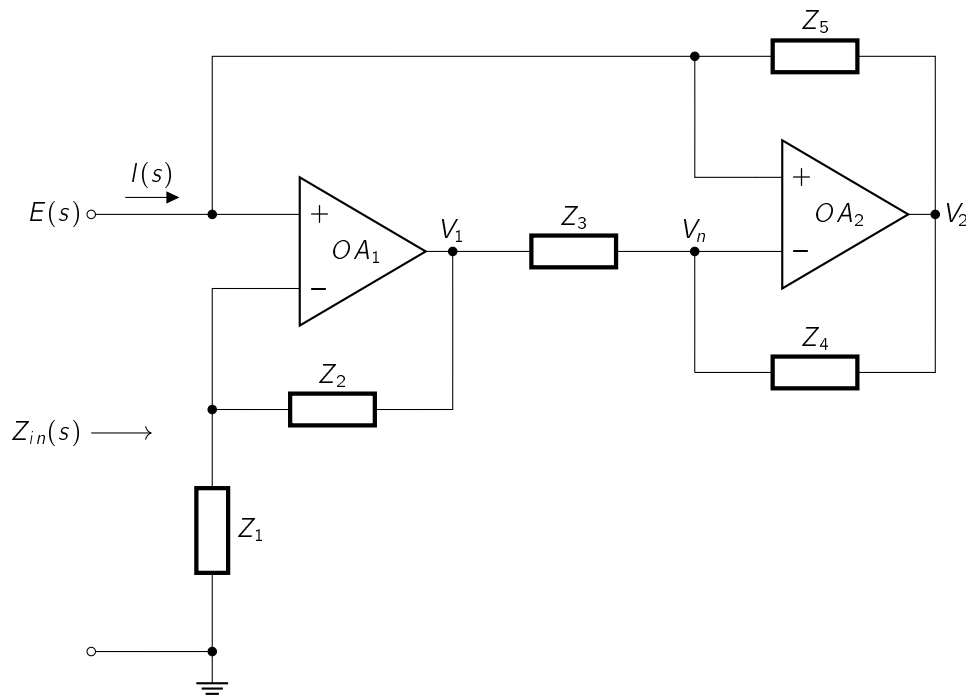 Z₅
I(s)
E(s)
+
OA₁
−
V₁
Z₃
Vₙ
+
OA₂
−
V₂
Z₂
Z₄
Zᵢₙ(s)
Z₁